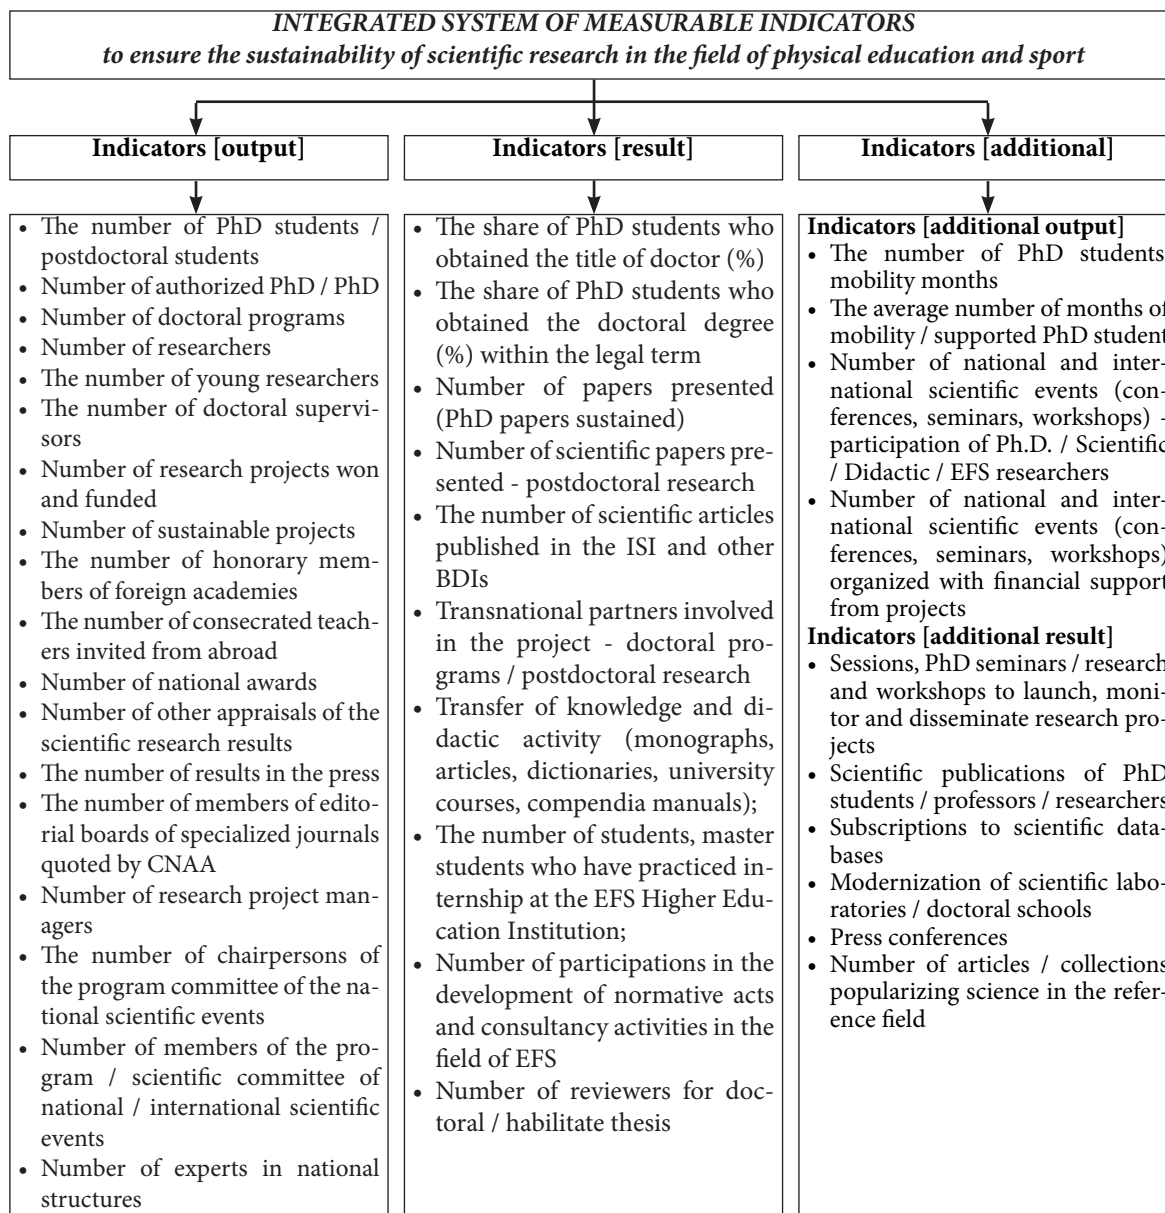 INTEGRATED SYSTEM OF MEASURABLE INDICATORS
to ensure the sustainability of scientific research in the field of physical education and sport
Indicators [output]
• The number of PhD students /
postdoctoral students
• Number of authorized PhD / PhD
• Number of doctoral programs
• Number of researchers
• The number of young researchers
• The number of doctoral supervi-
sors
• Number of research projects won
and funded
• Number of sustainable projects
• The number of honorary mem-
bers of foreign academies
• The number of consecrated teach-
ers invited from abroad
• Number of national awards
• Number of other appraisals of the
scientific research results
• The number of results in the press
• The number of members of edito-
rial boards of specialized journals
quoted by CNAA
• Number of research project man-
agers
• The number of chairpersons of
the program committee of the na-
tional scientific events
• Number of members of the pro-
gram / scientific committee of
national / international scientific
events
• Number of experts in national
structures
Indicators [result]
• The share of PhD students who
obtained the title of doctor (%)
• The share of PhD students who
obtained the doctoral degree
(%) within the legal term
• Number of papers presented
(PhD papers sustained)
• Number of scientific papers pre-
sented - postdoctoral research
• The number of scientific articles
published in the ISI and other
BDIs
• Transnational partners involved
in the project - doctoral pro-
grams / postdoctoral research
• Transfer of knowledge and di-
dactic activity (monographs,
articles, dictionaries, university
courses, compendia manuals);
• The number of students, master
students who have practiced in-
ternship at the EFS Higher Edu-
cation Institution;
• Number of participations in the
development of normative acts
and consultancy activities in the
field of EFS
• Number of reviewers for doc-
toral / habilitate thesis
Indicators [additional]
Indicators [additional output]
• The number of PhD students
mobility months
• The average number of months of
mobility / supported PhD student
• Number of national and inter-
national scientific events (con-
ferences, seminars, workshops) -
participation of Ph.D. / Scientific
/ Didactic / EFS researchers
• Number of national and inter-
national scientific events (con-
ferences, seminars, workshops)
organized with financial support
from projects
Indicators [additional result]
• Sessions, PhD seminars / research
and workshops to launch, moni-
tor and disseminate research pro-
jects
• Scientific publications of PhD
students / professors / researchers
• Subscriptions to scientific data-
bases
• Modernization of scientific labo-
ratories / doctoral schools
• Press conferences
• Number of articles / collections
popularizing science in the refer-
ence field